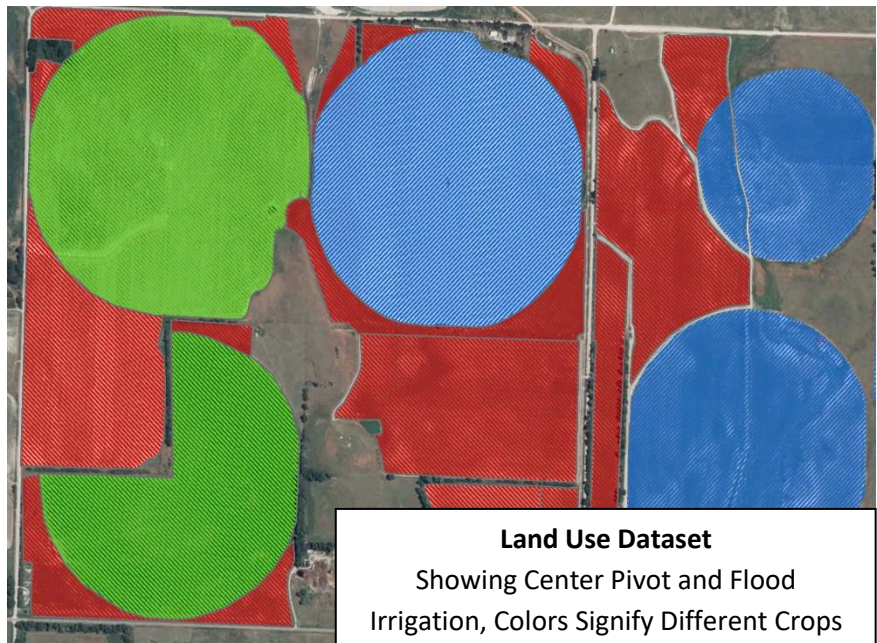 Land Use Dataset
Showing Center Pivot and Flood
Irrigation, Colors Signify Different Crops